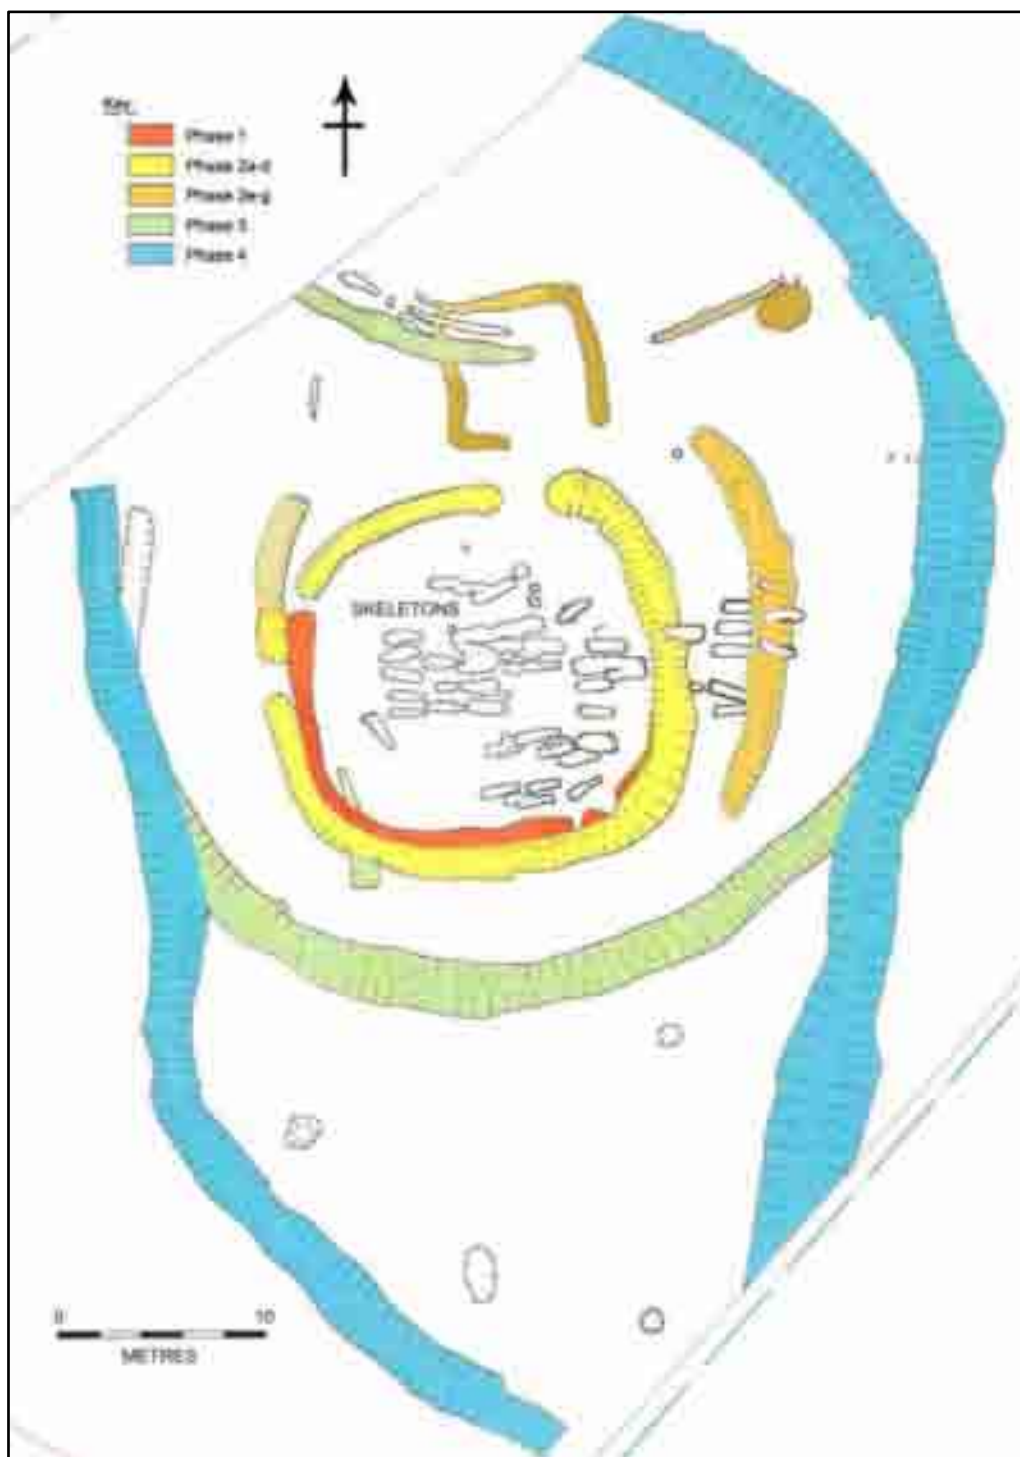 Key:
Phase 1
Phase 2a-d
Phase 2e-g
Phase 3
Phase 4
SKELETONS
0 10
METRES